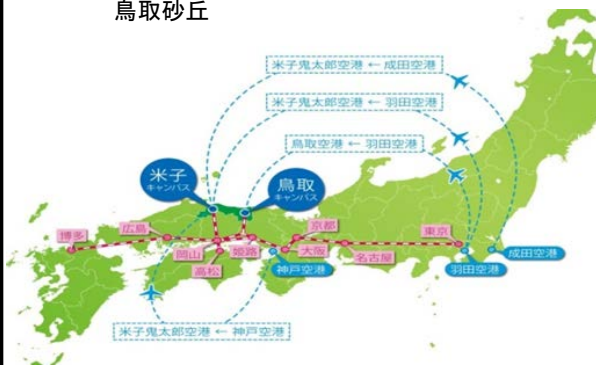 鳥取砂丘
米子鬼太郎空港 ← 成田空港
米子鬼太郎空港 ← 羽田空港
鳥取空港 ← 羽田空港
米子
キャンパス
鳥取
キャンパス
博多
広島
岡山
高松
姫路
神戸空港
京都
大阪
名古屋
東京
羽田空港
成田空港
米子鬼太郎空港 ← 神戸空港